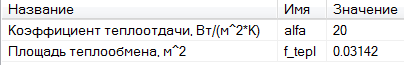 Название Имя Значение
Коэффициент теплоотдачи, Вт/(м^2*К) alfa 20
Площадь теплообмена, м^2 f_tepl 0.03142